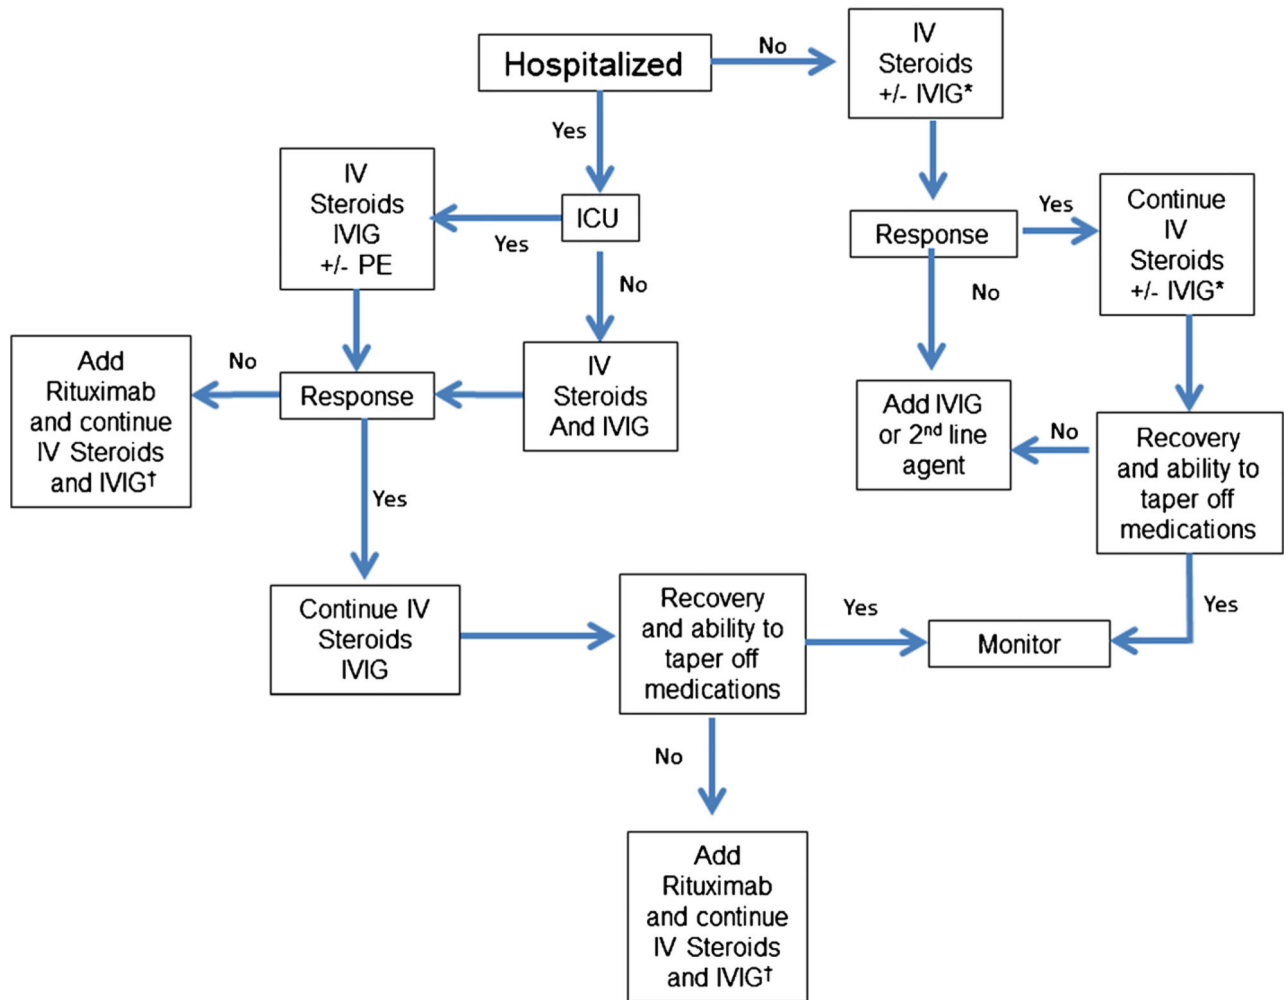 Hospitalized
No
IV
Steroids
+/- IVIG*
Yes
IV
Steroids
IVIG
+/- PE
Yes
ICU
No
Response
Yes
Continue
IV
Steroids
+/- IVIG*
No
Add
Rituximab
and continue
IV Steroids
and IVIG†
No
Response
IV
Steroids
And IVIG
Add IVIG
or 2nd line
agent
No
Recovery
and ability to
taper off
medications
Yes
Continue IV
Steroids
IVIG
Recovery
and ability to
taper off
medications
Yes
Monitor
Yes
No
Add
Rituximab
and continue
IV Steroids
and IVIG†